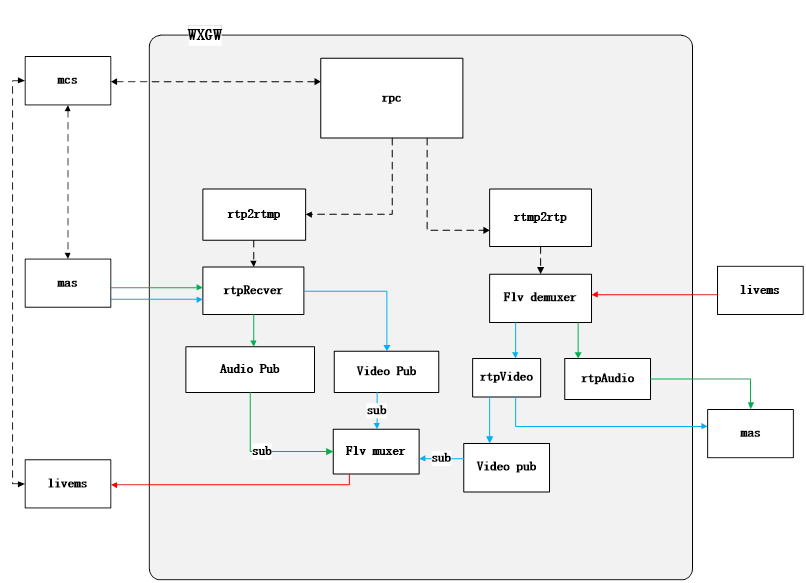 WXGW
mcs
rpc
rtp2rtmp
rtmp2rtp
mas
rtpRecver
Flv demuxer
livems
Audio Pub
Video Pub
rtpVideo
rtpAudio
sub
mas
sub
Flv muxer
sub
Video pub
livems